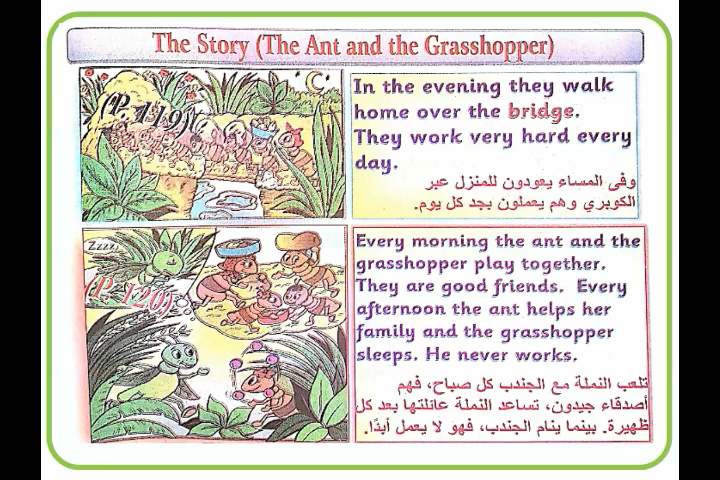 The Story (The Ant and the Grasshopper)
(P. 119)
In the evening they walk
home over the bridge.
They work very hard every
day.
وفى المساء يعودون للمنزل عبر
الكوبري وهم يعملون بجد كل يوم.
Zzzz
(P. 120)
Every morning the ant and the
grasshopper play together.
They are good friends. Every
afternoon the ant helps her
family and the grasshopper
sleeps. He never works.
تلعب النملة مع الجندب كل صباح، فهم
أصدقاء جيدون، تساعد النملة عائلتها بعد كل
ظهيرة. بينما ينام الجندب، فهو لا يعمل أبدًا.